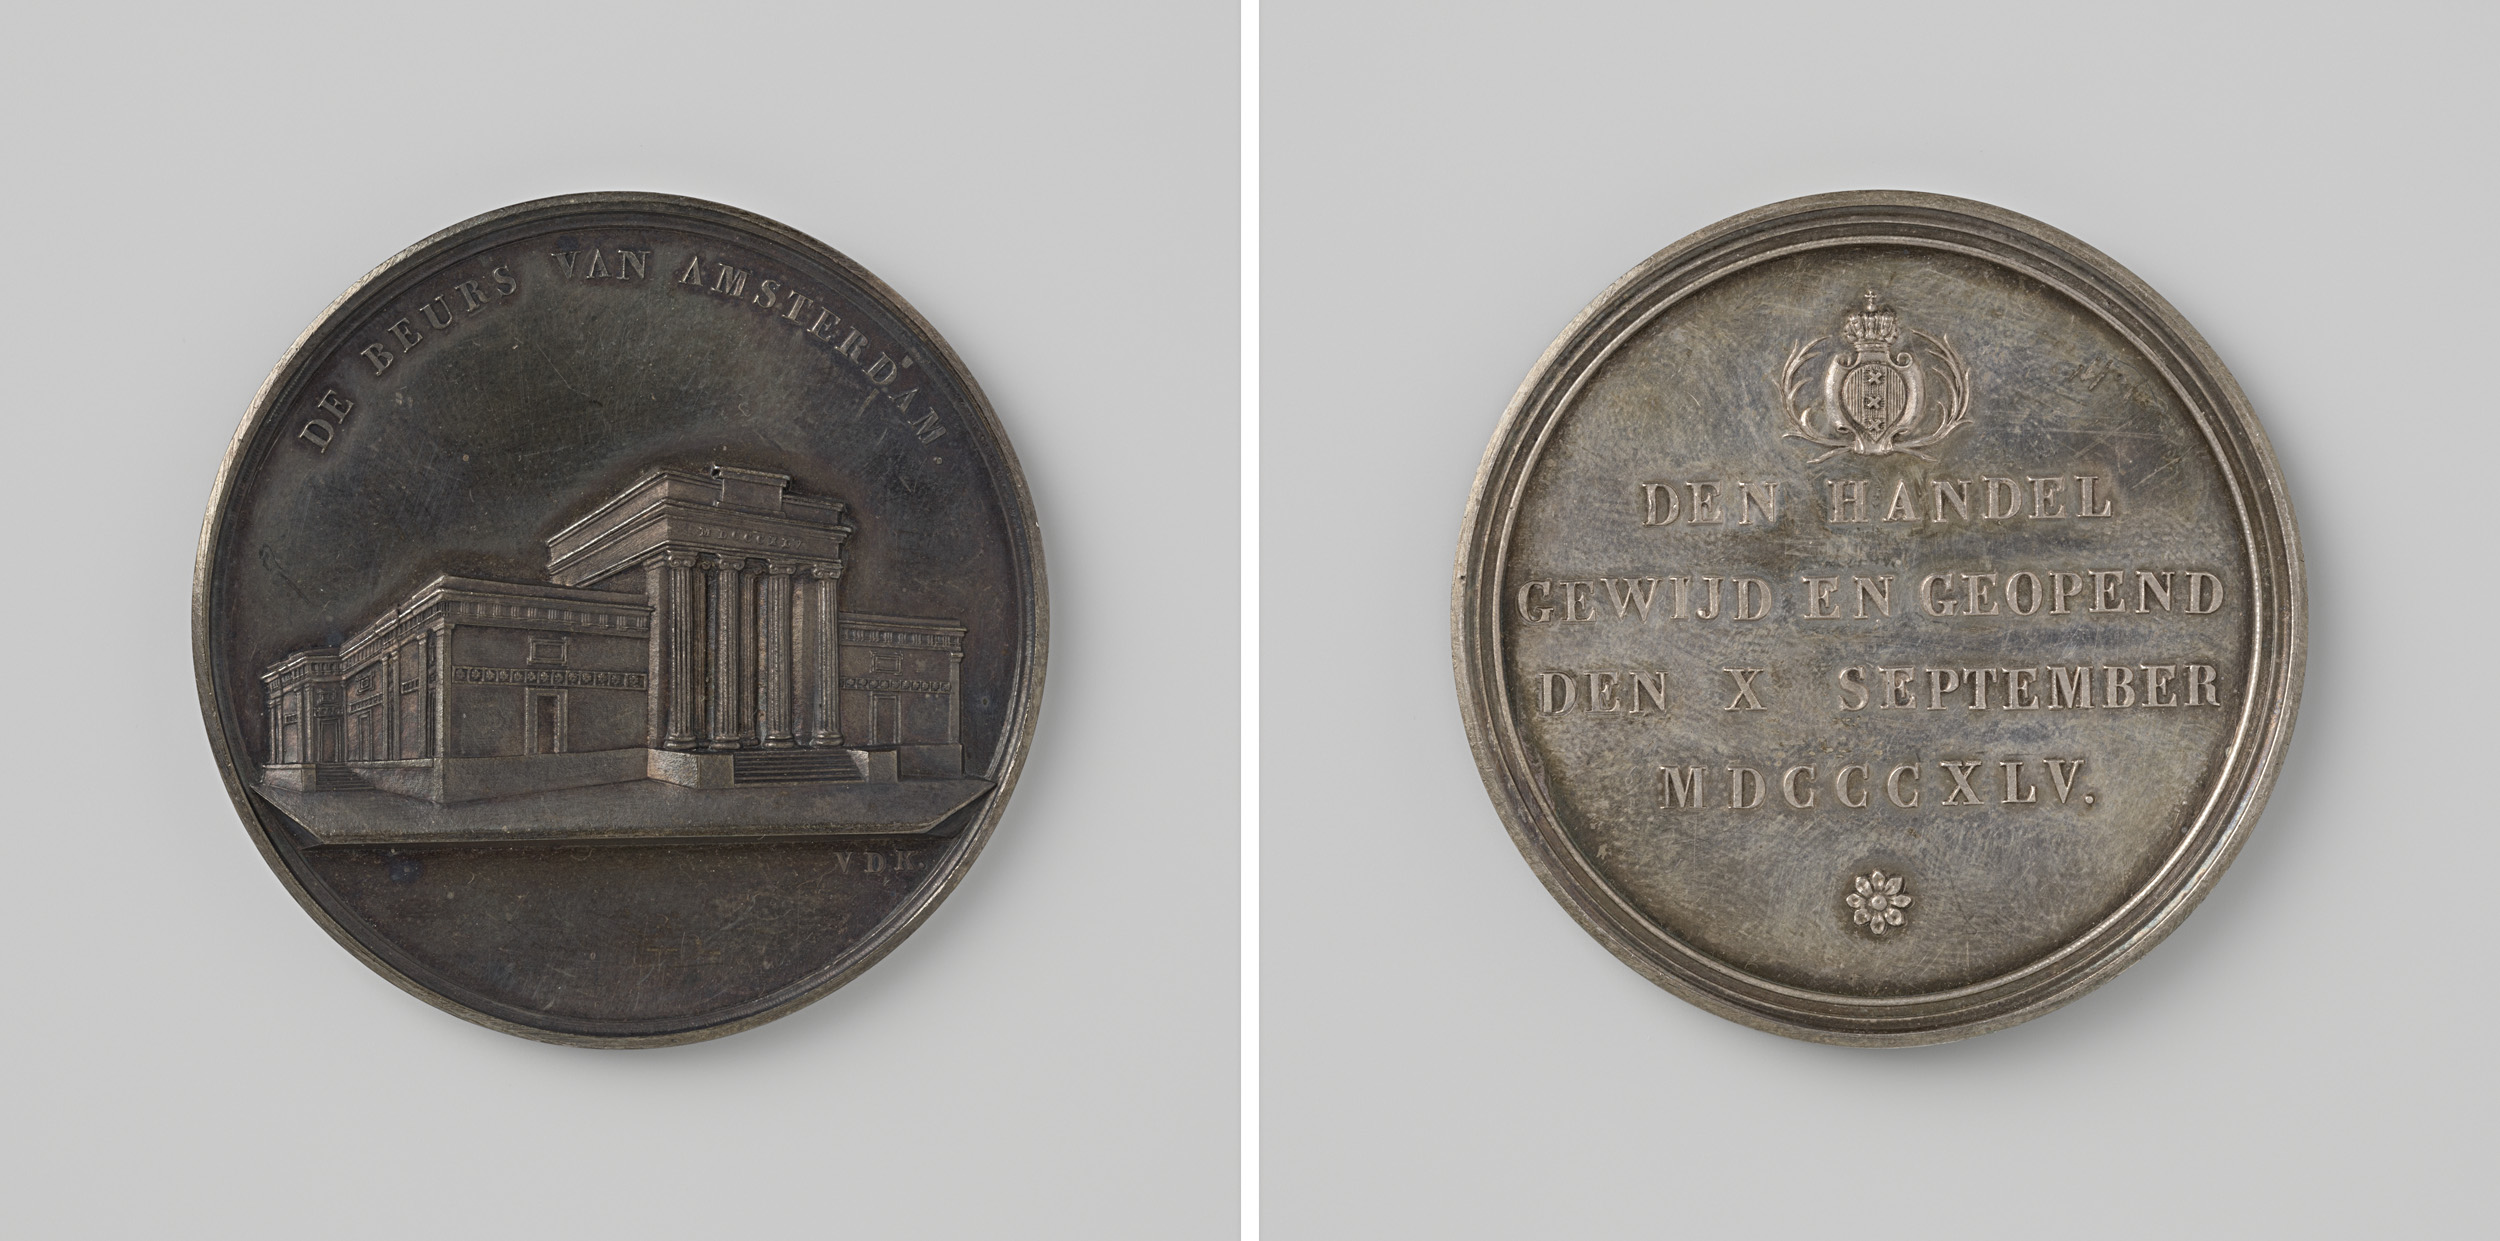 DE BEURS VAN AMSTERDAM.
V D K.
DEN HANDEL
GEWIJD EN GEOPEND
DEN X SEPTEMBER
MDCCCXLV.